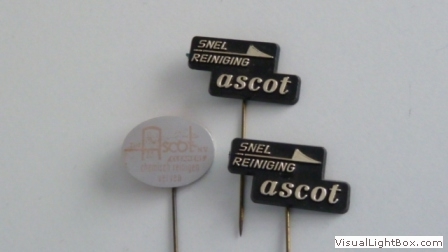 SNEL
REINIGING
ascot
Ascot
SNEL
REINIGING
ascot
VisualLightBox.com